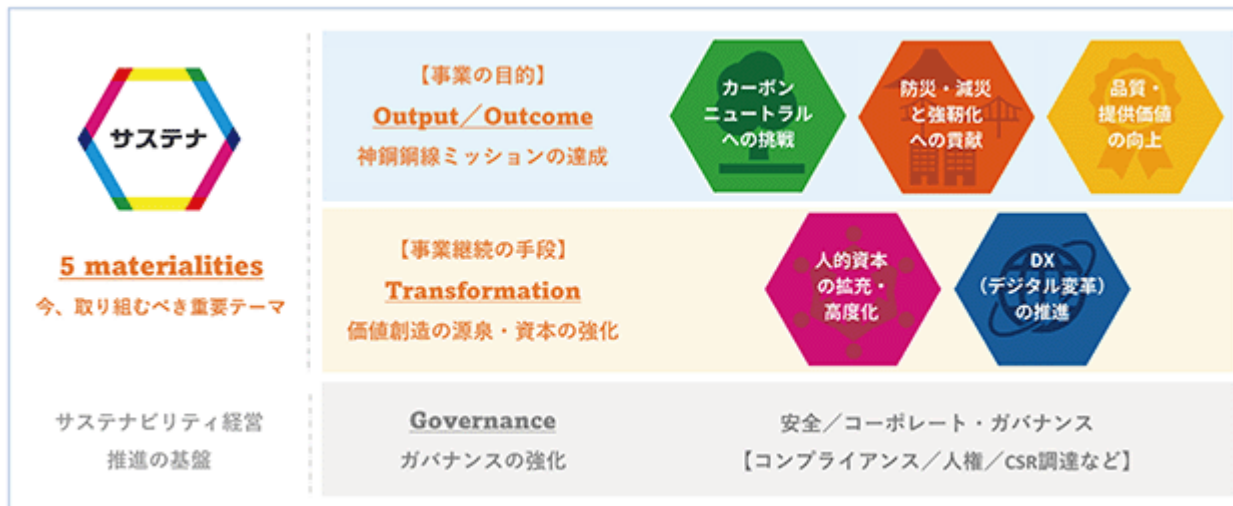 サステナ
5 materialities
今、取り組むべき重要テーマ
【事業の目的】
Output／Outcome
神鋼鋼線ミッションの達成
カーボン
ニュートラル
への挑戦
防災・減災
と強靭化
への貢献
品質・
提供価値
の向上
【事業継続の手段】
Transformation
価値創造の源泉・資本の強化
人的資本
の拡充・
高度化
DX
（デジタル変革）
の推進
サステナビリティ経営
推進の基盤
Governance
ガバナンスの強化
安全／コーポレート・ガバナンス
【コンプライアンス／人権／CSR調達など】